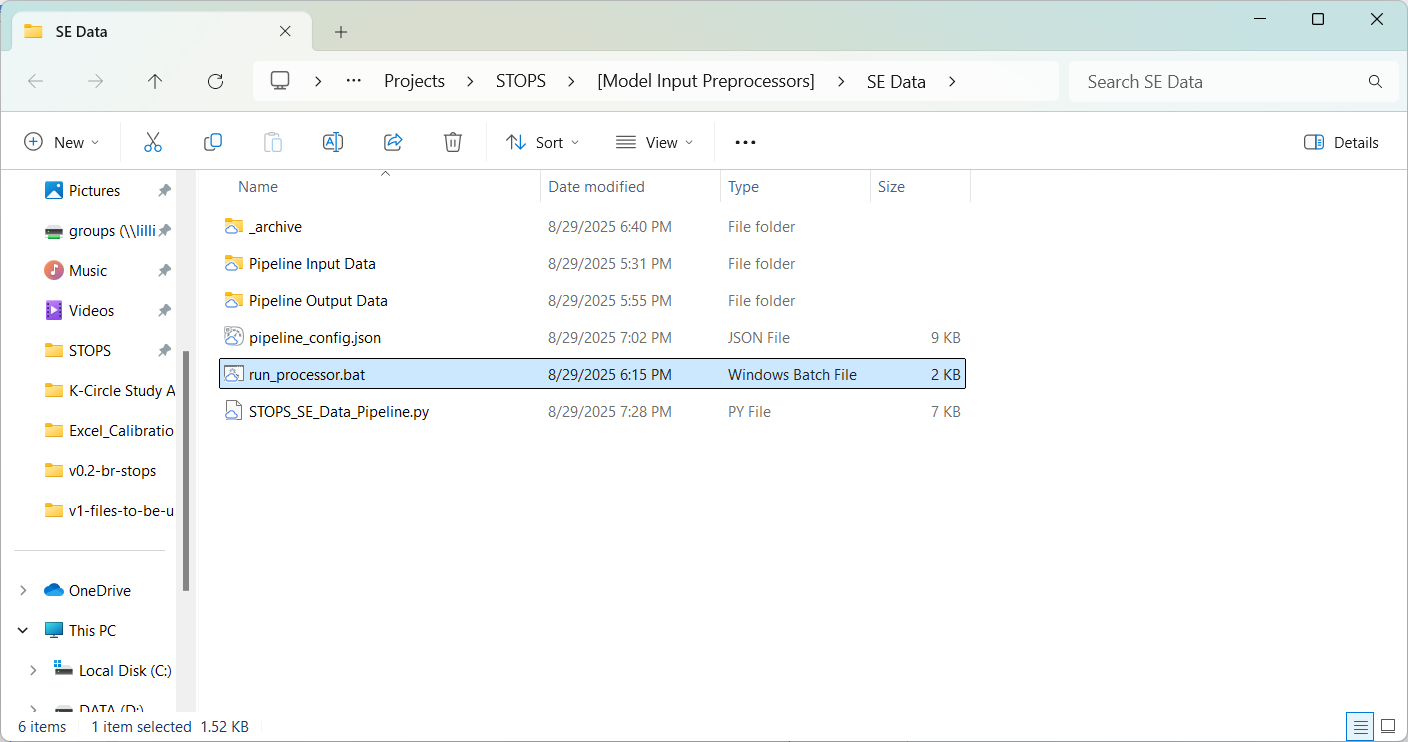 SE Data
Projects STOPS [Model Input Preprocessors] SE Data
Search SE Data
New Sort View Details
Name Date modified Type Size
Pictures
groups (\\lilli
Music
Videos
STOPS
K-Circle Study A
Excel_Calibratio
v0.2-br-stops
v1-files-to-be-u
OneDrive
This PC
Local Disk (C:)
DATA (D:)
_archive 8/29/2025 6:40 PM File folder
Pipeline Input Data 8/29/2025 5:31 PM File folder
Pipeline Output Data 8/29/2025 5:55 PM File folder
pipeline_config.json 8/29/2025 7:02 PM JSON File 9 KB
run_processor.bat 8/29/2025 6:15 PM Windows Batch File 2 KB
STOPS_SE_Data_Pipeline.py 8/29/2025 7:28 PM PY File 7 KB
6 items 1 item selected 1.52 KB